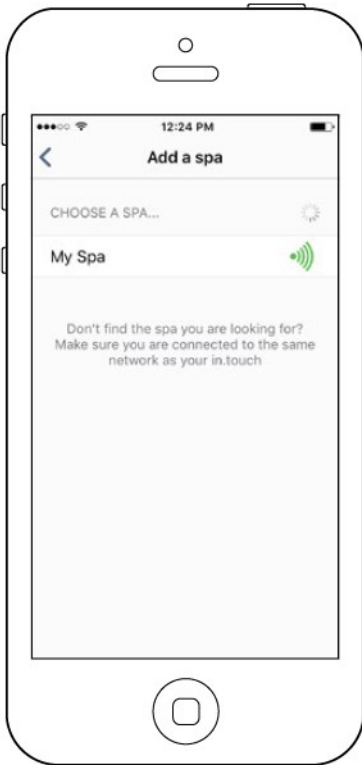 12:24 PM
Add a spa
CHOOSE A SPA...
My Spa
Don't find the spa you are looking for?
Make sure you are connected to the same
network as your in.touch